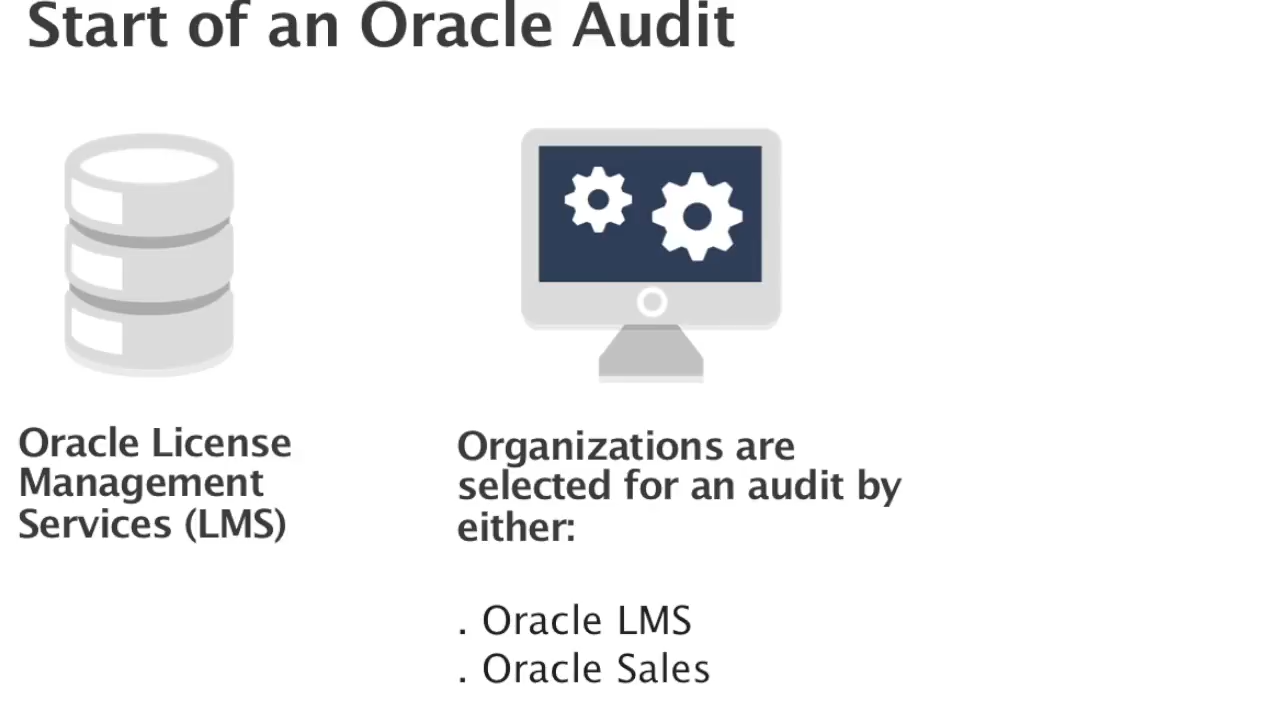 Start of an Oracle Audit
Oracle License
Management
Services (LMS)
Organizations are
selected for an audit by
either:
. Oracle LMS
. Oracle Sales